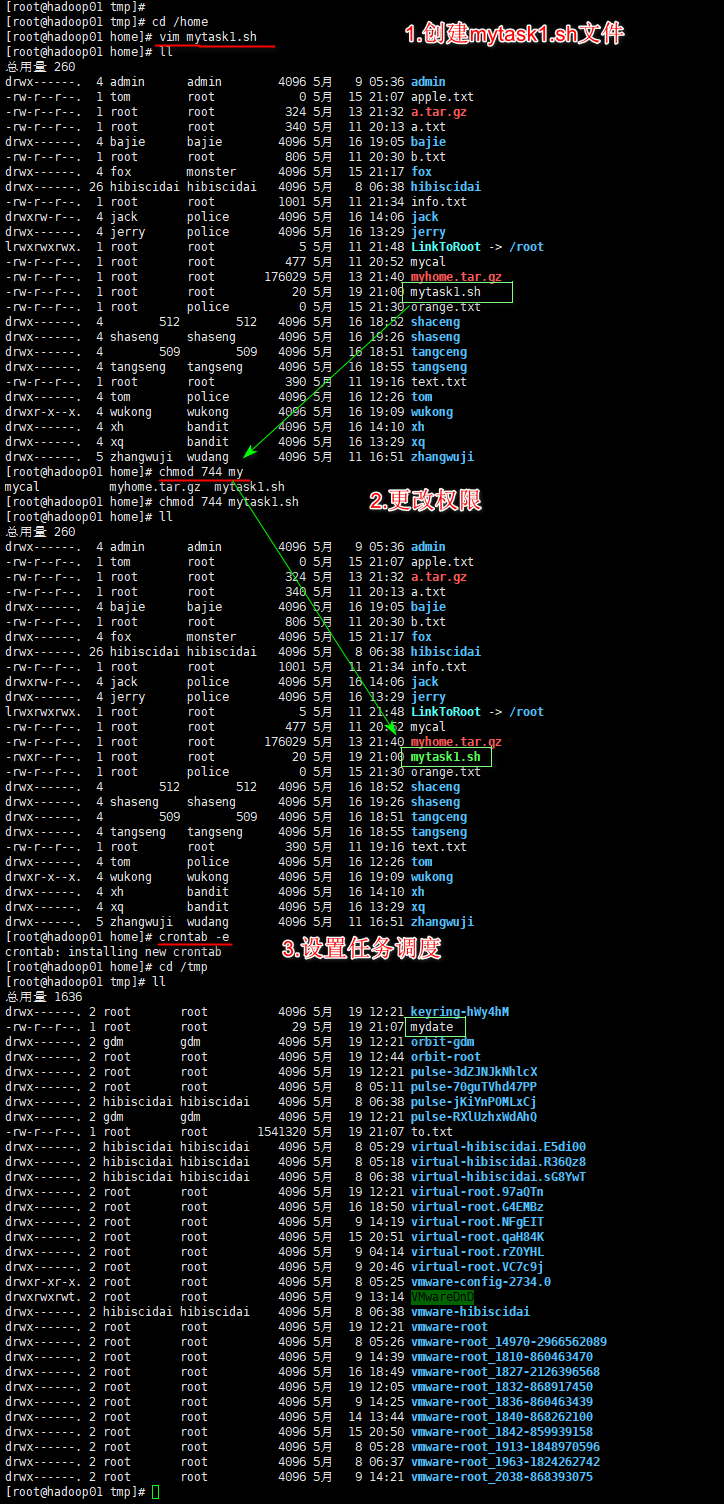 [root@hadoop01 tmp]#
[root@hadoop01 tmp]# cd /home
[root@hadoop01 home]# vim mytask1.sh
1.创建mytask1.sh文件
[root@hadoop01 home]# ll
总用量 260
drwx------. 4 admin admin 4096 5月 9 05:36 admin
-rw-r--r--. 1 tom root 0 5月 15 21:07 apple.txt
-rw-r--r--. 1 root root 324 5月 13 21:32 a.tar.gz
-rw-r--r--. 1 root root 340 5月 11 20:13 a.txt
drwx------. 4 bajie bajie 4096 5月 16 19:05 bajie
-rw-r--r--. 1 root root 806 5月 11 20:30 b.txt
drwx------. 4 fox monster 4096 5月 15 21:17 fox
drwx------. 26 hibiscidai hibiscidai 4096 5月 8 06:38 hibiscidai
-rw-r--r--. 1 root root 1001 5月 11 21:34 info.txt
drwxrw-r--. 4 jack police 4096 5月 16 14:06 jack
drwx------. 4 jerry police 4096 5月 16 13:29 jerry
lrwxrwxrwx. 1 root root 5 5月 11 21:48 LinkToRoot -> /root
-rw-r--r--. 1 root root 477 5月 11 20:52 mycal
-rw-r--r--. 1 root root 176029 5月 13 21:40 myhome.tar.gz
-rw-r--r--. 1 root root 20 5月 19 21:00 mytask1.sh
-rw-r--r--. 1 root police 0 5月 15 21:30 orange.txt
drwx------. 4 512 512 4096 5月 16 18:52 shaceng
drwx------. 4 shaseng shaseng 4096 5月 16 19:26 shaseng
drwx------. 4 509 509 4096 5月 16 18:51 tangceng
drwx------. 4 tangseng tangseng 4096 5月 16 18:55 tangseng
-rw-r--r--. 1 root root 390 5月 11 19:16 text.txt
drwx------. 4 tom police 4096 5月 16 12:26 tom
drwxr-x--x. 4 wukong wukong 4096 5月 16 19:09 wukong
drwx------. 4 xh bandit 4096 5月 16 14:10 xh
drwx------. 4 xq bandit 4096 5月 16 13:29 xq
drwx------. 5 zhangwuji wudang 4096 5月 11 16:51 zhangwuji
[root@hadoop01 home]# chmod 744 my
mycal myhome.tar.gz mytask1.sh
[root@hadoop01 home]# chmod 744 mytask1.sh
2.更改权限
[root@hadoop01 home]# ll
总用量 260
drwx------. 4 admin admin 4096 5月 9 05:36 admin
-rw-r--r--. 1 tom root 0 5月 15 21:07 apple.txt
-rw-r--r--. 1 root root 324 5月 13 21:32 a.tar.gz
-rw-r--r--. 1 root root 340 5月 11 20:13 a.txt
drwx------. 4 bajie bajie 4096 5月 16 19:05 bajie
-rw-r--r--. 1 root root 806 5月 11 20:30 b.txt
drwx------. 4 fox monster 4096 5月 15 21:17 fox
drwx------. 26 hibiscidai hibiscidai 4096 5月 8 06:38 hibiscidai
-rw-r--r--. 1 root root 1001 5月 11 21:34 info.txt
drwxrw-r--. 4 jack police 4096 5月 16 14:06 jack
drwx------. 4 jerry police 4096 5月 16 13:29 jerry
lrwxrwxrwx. 1 root root 5 5月 11 21:48 LinkToRoot -> /root
-rw-r--r--. 1 root root 477 5月 11 20:52 mycal
-rw-r--r--. 1 root root 176029 5月 13 21:40 myhome.tar.gz
-rwxr--r--. 1 root root 20 5月 19 21:00 mytask1.sh
-rw-r--r--. 1 root police 0 5月 15 21:30 orange.txt
drwx------. 4 512 512 4096 5月 16 18:52 shaceng
drwx------. 4 shaseng shaseng 4096 5月 16 19:26 shaseng
drwx------. 4 509 509 4096 5月 16 18:51 tangceng
drwx------. 4 tangseng tangseng 4096 5月 16 18:55 tangseng
-rw-r--r--. 1 root root 390 5月 11 19:16 text.txt
drwx------. 4 tom police 4096 5月 16 12:26 tom
drwxr-x--x. 4 wukong wukong 4096 5月 16 19:09 wukong
drwx------. 4 xh bandit 4096 5月 16 14:10 xh
drwx------. 4 xq bandit 4096 5月 16 13:29 xq
drwx------. 5 zhangwuji wudang 4096 5月 11 16:51 zhangwuji
[root@hadoop01 home]# crontab -e
3.设置任务调度
crontab: installing new crontab
[root@hadoop01 home]# cd /tmp
[root@hadoop01 tmp]# ll
总用量 1636
drwx------. 2 root root 4096 5月 19 12:21 keyring-hWy4hM
-rw-r--r--. 1 root root 29 5月 19 21:07 mydate
drwx------. 2 gdm gdm 4096 5月 19 12:21 orbit-gdm
drwx------. 2 root root 4096 5月 19 12:44 orbit-root
drwx------. 2 root root 4096 5月 19 12:21 pulse-3dZJNJkNhlcX
drwx------. 2 root root 4096 5月 8 05:11 pulse-70guTVhd47PP
drwx------. 2 hibiscidai hibiscidai 4096 5月 8 06:38 pulse-jKiYnPOMLxCj
drwx------. 2 gdm gdm 4096 5月 19 12:21 pulse-RXlUzhxWdAhQ
-rw-r--r--. 1 root root 1541320 5月 19 21:07 to.txt
drwx------. 2 hibiscidai hibiscidai 4096 5月 8 05:29 virtual-hibiscidai.E5di00
drwx------. 2 hibiscidai hibiscidai 4096 5月 8 05:18 virtual-hibiscidai.R36Qz8
drwx------. 2 hibiscidai hibiscidai 4096 5月 8 06:38 virtual-hibiscidai.sG8YwT
drwx------. 2 root root 4096 5月 19 12:21 virtual-root.97aQTn
drwx------. 2 root root 4096 5月 16 18:50 virtual-root.G4EMBz
drwx------. 2 root root 4096 5月 9 14:19 virtual-root.NFgEIT
drwx------. 2 root root 4096 5月 15 20:51 virtual-root.qaH84K
drwx------. 2 root root 4096 5月 9 04:14 virtual-root.rZOYHL
drwx------. 2 root root 4096 5月 9 20:46 virtual-root.VC7c9j
drwxr-xr-x. 2 root root 4096 5月 8 05:25 vmware-config-2734.0
drwxrwxrwt. 2 root root 4096 5月 9 13:14 VMwareDnD
drwx------. 2 hibiscidai hibiscidai 4096 5月 8 06:38 vmware-hibiscidai
drwx------. 2 root root 4096 5月 19 12:21 vmware-root
drwx------. 2 root root 4096 5月 8 05:26 vmware-root_14970-2966562089
drwx------. 2 root root 4096 5月 9 14:39 vmware-root_1810-860463470
drwx------. 2 root root 4096 5月 16 18:49 vmware-root_1827-2126396568
drwx------. 2 root root 4096 5月 19 12:05 vmware-root_1832-868917450
drwx------. 2 root root 4096 5月 9 14:25 vmware-root_1836-860463439
drwx------. 2 root root 4096 5月 14 13:44 vmware-root_1840-868262100
drwx------. 2 root root 4096 5月 15 20:50 vmware-root_1842-859939158
drwx------. 2 root root 4096 5月 8 05:28 vmware-root_1913-1848970596
drwx------. 2 root root 4096 5月 8 06:37 vmware-root_1963-1824262742
drwx------. 2 root root 4096 5月 9 14:21 vmware-root_2038-868393075
[root@hadoop01 tmp]#